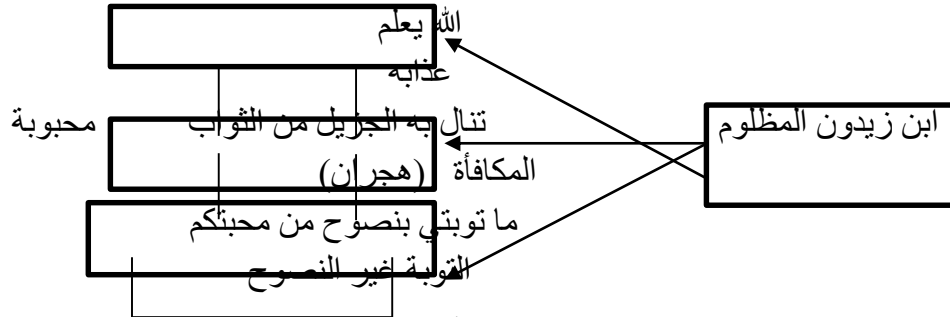 الله يعلم
عذابه
تنال به الجزيل من الثواب
محبوبة
ابن زيدون المظلوم
المكافأة (هجران)
ما توبتي بنصوح من محبتكم
التوبة غير النصوح